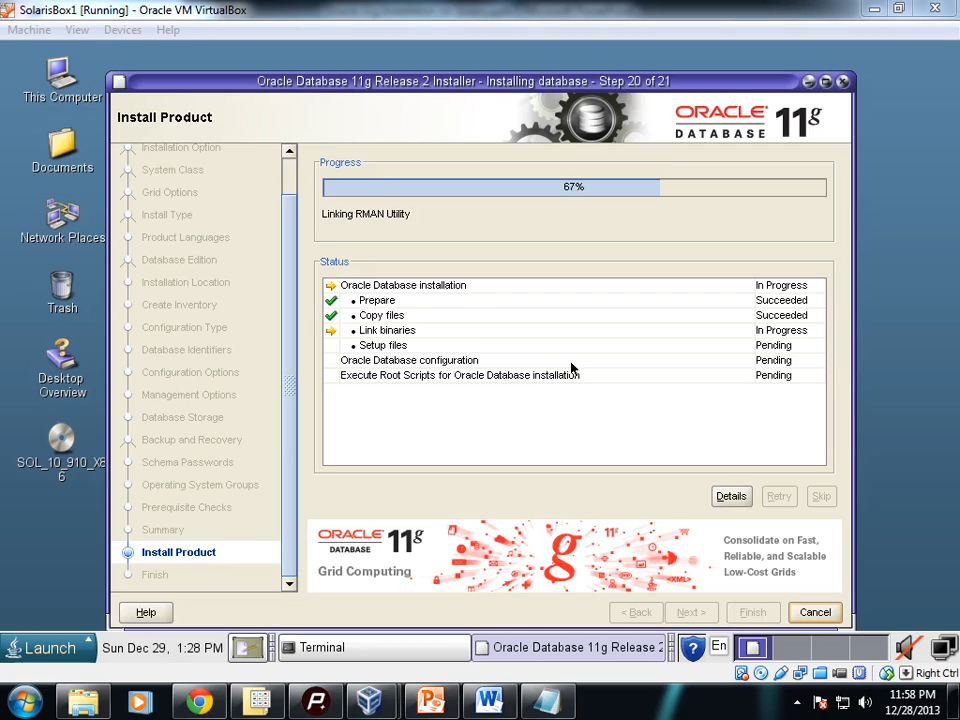 SolarisBox1 [Running] - Oracle VM VirtualBox
Machine View Devices Help
This Computer
Documents
Network Places
Trash
Desktop
Overview
SOL_10_910_X8
6
Oracle Database 11g Release 2 Installer - Installing database - Step 20 of 21
Install Product
ORACLE
DATABASE 11g
Installation Option
System Class
Grid Options
Install Type
Product Languages
Database Edition
Installation Location
Create Inventory
Configuration Type
Database Identifiers
Configuration Options
Management Options
Database Storage
Backup and Recovery
Schema Passwords
Operating System Groups
Prerequisite Checks
Summary
Install Product
Finish
Progress
67%
Linking RMAN Utility
Status
Oracle Database installation In Progress
• Prepare Succeeded
• Copy files Succeeded
• Link binaries In Progress
• Setup files Pending
Oracle Database configuration Pending
Execute Root Scripts for Oracle Database installation Pending
Details Retry Skip
ORACLE 11g
DATABASE
Grid Computing
11g
g
<XML>
Consolidate on Fast,
Reliable, and Scalable
Low-Cost Grids
Help < Back Next > Finish Cancel
Launch Sun Dec 29, 1:28 PM Terminal Oracle Database 11g Release 2 ? En
Right Ctrl
11:58 PM
12/28/2013